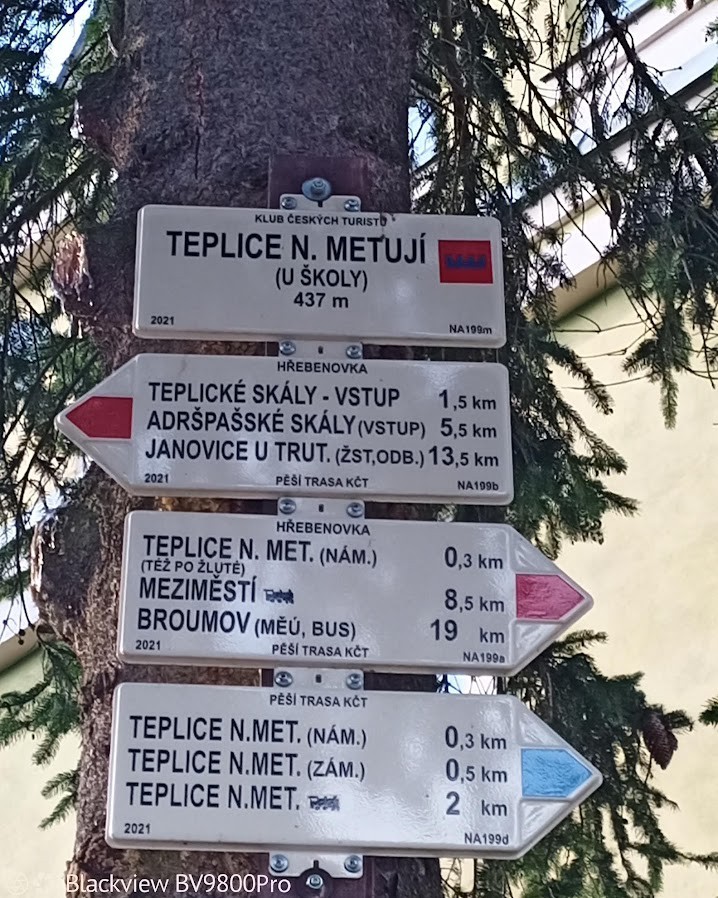 KLUB ČESKÝCH TURISTŮ
TEPLICE N. METUJÍ
(U ŠKOLY)
437 m
2021 NA199m
HŘEBENOVKA
TEPLICKÉ SKÁLY - VSTUP 1,5 km
ADRŠPAŠSKÉ SKÁLY (VSTUP) 5,5 km
JANOVICE U TRUT. (ŽST,ODB.) 13,5 km
2021 PĚŠÍ TRASA KČT NA199b
HŘEBENOVKA
TEPLICE N. MET. (NÁM.) 0,3 km
(TÉŽ PO ŽLUTÉ)
MEZIMĚSTÍ 8,5 km
BROUMOV (MĚÚ, BUS) 19 km
2021 PĚŠÍ TRASA KČT NA199a
PĚŠÍ TRASA KČT
TEPLICE N.MET. (NÁM.) 0,3 km
TEPLICE N.MET. (ZÁM.) 0,5 km
TEPLICE N.MET. 2 km
2021 NA199d
Blackview BV9800Pro